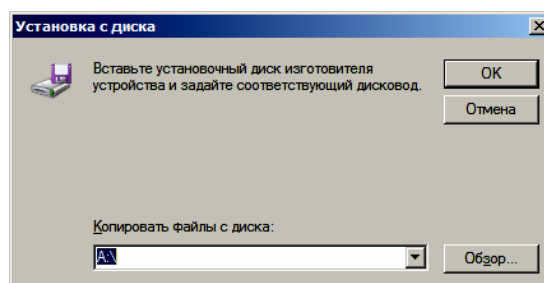 Установка с диска
Вставьте установочный диск изготовителя
устройства и задайте соответствующий дисковод.
OK
Отмена
Копировать файлы с диска:
A:\
Обзор...